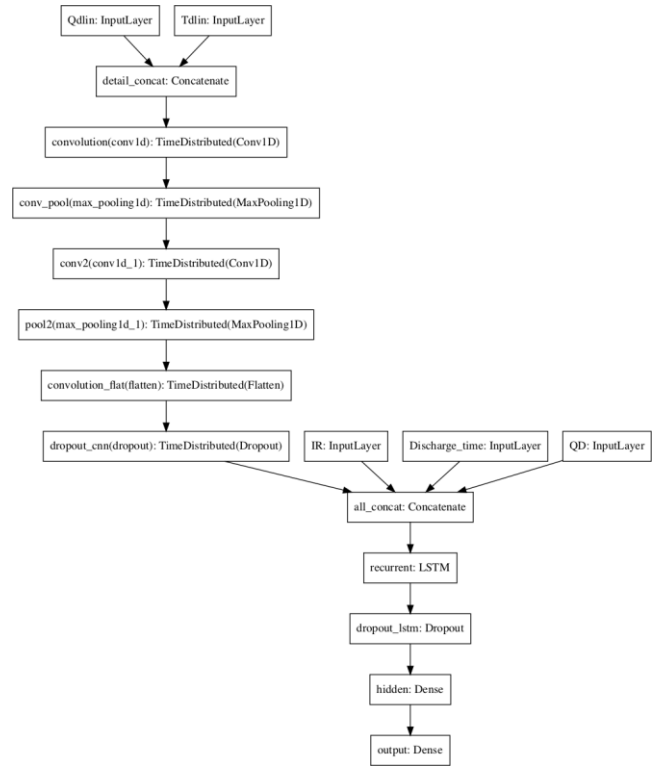 Qdlin: InputLayer
Tdlin: InputLayer
detail_concat: Concatenate
convolution(conv1d): TimeDistributed(Conv1D)
conv_pool(max_pooling1d): TimeDistributed(MaxPooling1D)
conv2(conv1d_1): TimeDistributed(Conv1D)
pool2(max_pooling1d_1): TimeDistributed(MaxPooling1D)
convolution_flat(flatten): TimeDistributed(Flatten)
dropout_cnn(dropout): TimeDistributed(Dropout)
IR: InputLayer
Discharge_time: InputLayer
QD: InputLayer
all_concat: Concatenate
recurrent: LSTM
dropout_lstm: Dropout
hidden: Dense
output: Dense